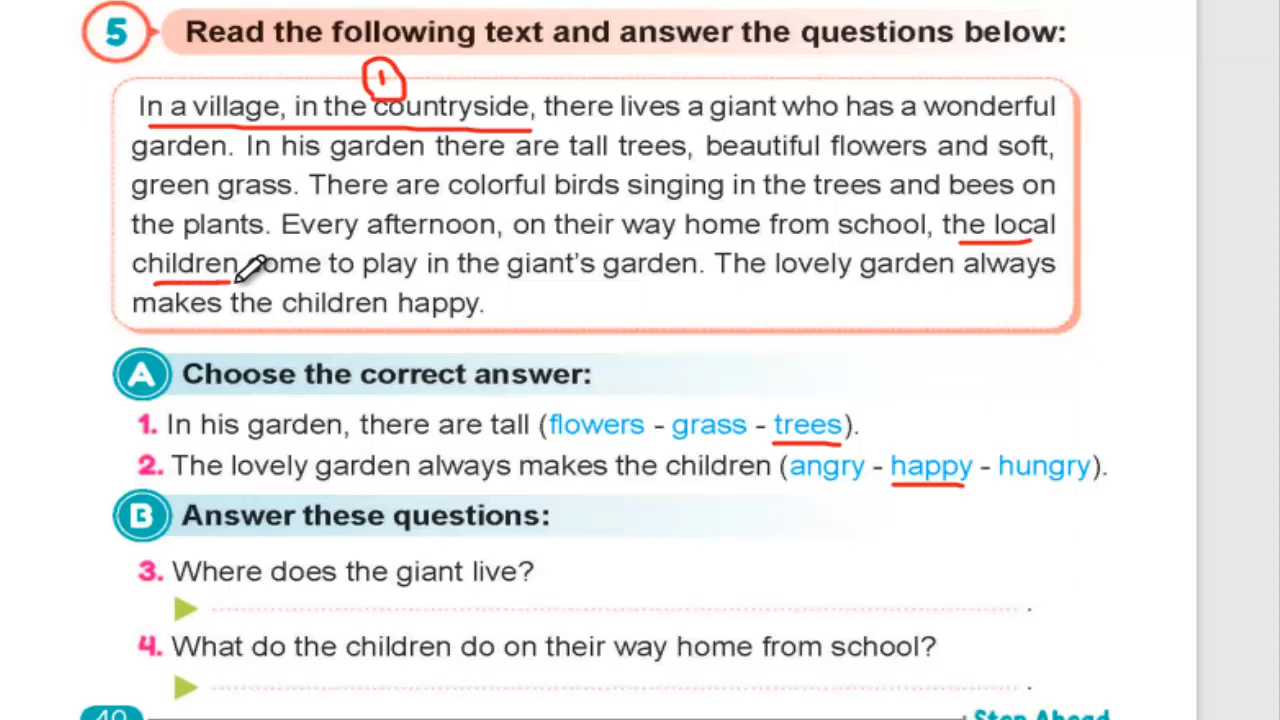 5 Read the following text and answer the questions below:
1
In a village, in the countryside, there lives a giant who has a wonderful
garden. In his garden there are tall trees, beautiful flowers and soft,
green grass. There are colorful birds singing in the trees and bees on
the plants. Every afternoon, on their way home from school, the local
children come to play in the giant's garden. The lovely garden always
makes the children happy.
A Choose the correct answer:
1. In his garden, there are tall (flowers - grass - trees).
2. The lovely garden always makes the children (angry - happy - hungry).
B Answer these questions:
3. Where does the giant live?
4. What do the children do on their way home from school?
40 Step Ahead